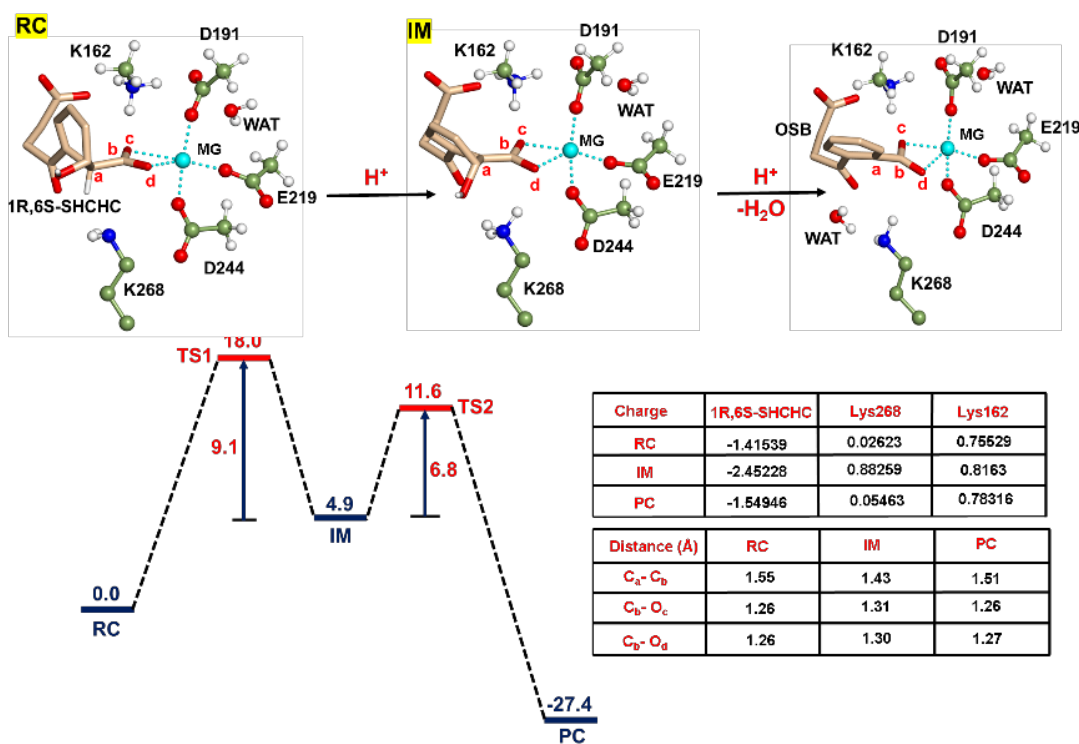 RC
K162
D191
WAT
b c
MG
a
d
E219
1R,6S-SHCHC
D244
K268
H+
IM
K162
D191
WAT
c
b
MG
a
d
E219
D244
K268
H+
-H₂O
K162
D191
WAT
OSB
c
MG
E219
a
b
d
WAT
D244
K268
18.0
TS1
11.6
TS2
9.1
6.8
4.9
IM
0.0
RC
-27.4
PC
Charge 1R,6S-SHCHC Lys268 Lys162
RC -1.41539 0.02623 0.75529
IM -2.45228 0.88259 0.8163
PC -1.54946 0.05463 0.78316
Distance (Å) RC IM PC
Ca- Cb 1.55 1.43 1.51
Cb- Oc 1.26 1.31 1.26
Cb- Od 1.26 1.30 1.27